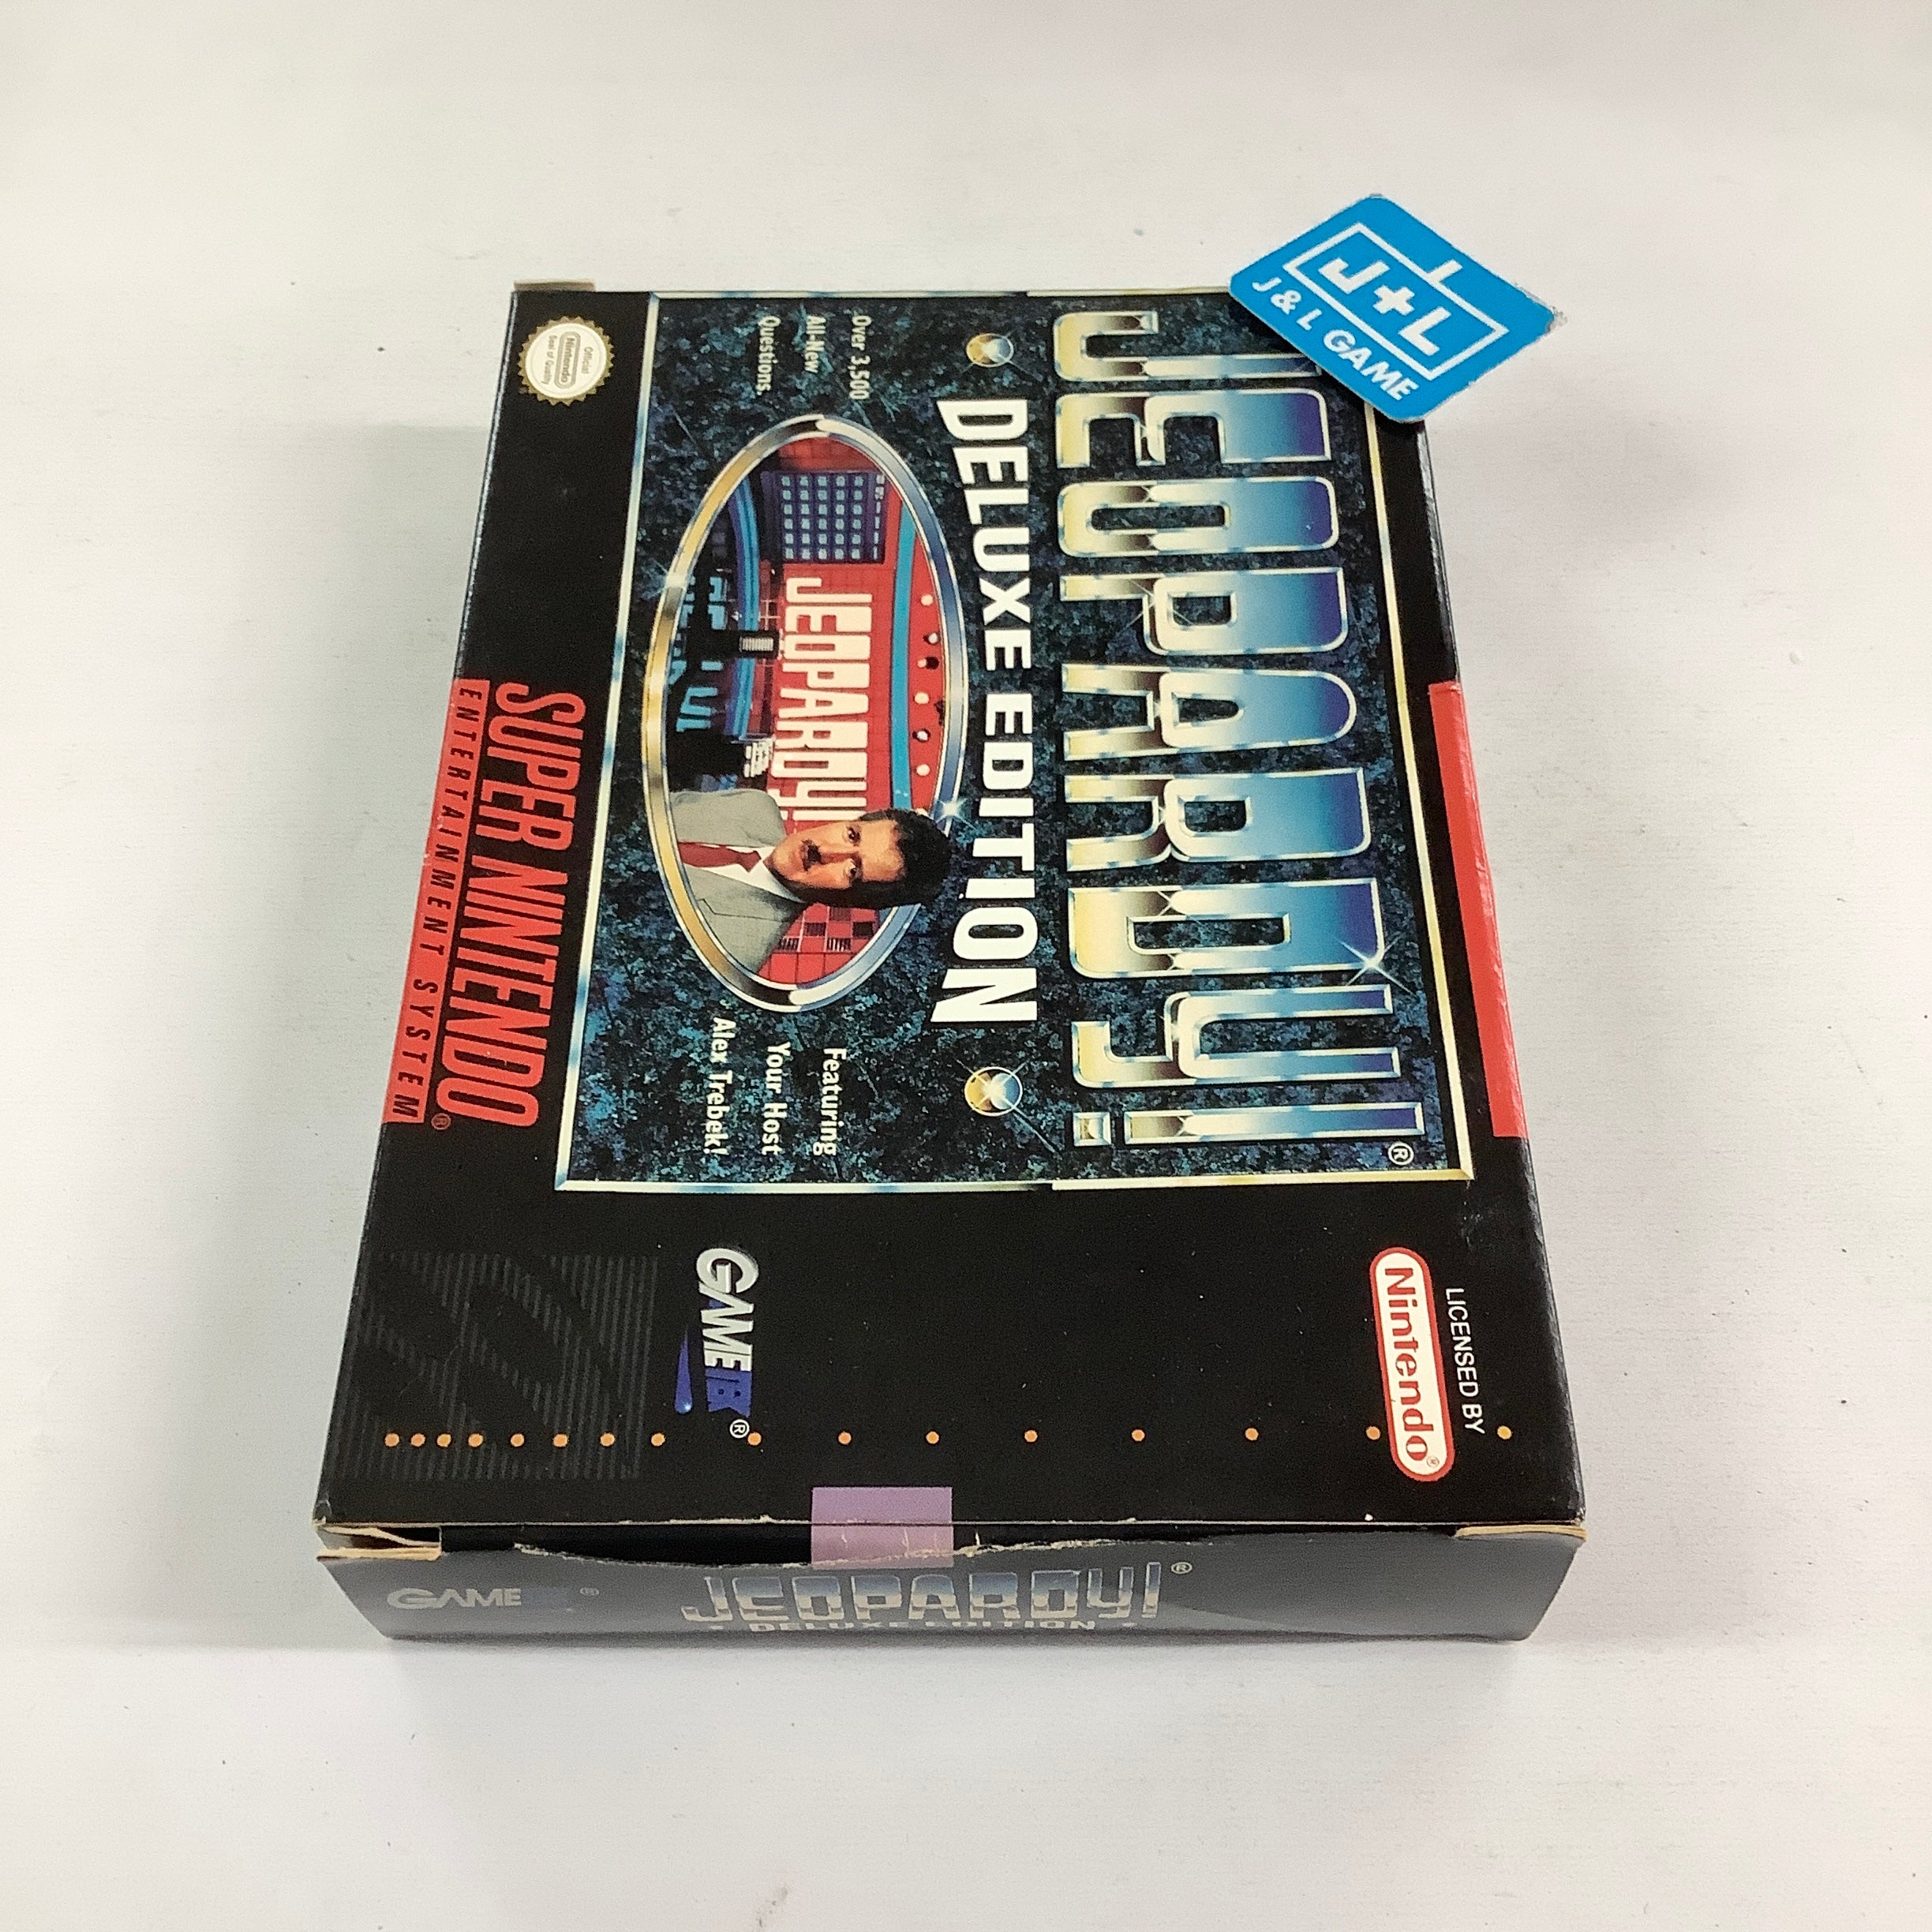 J+L
J & L GAME
LICENSED BY
Nintendo®
JEOPARDY!®
DELUXE EDITION
Over 3,500
All-New
Questions.
JEOPARDY!
Featuring
Your Host
Alex Trebek!
GAMETEK®
Official
Nintendo
Seal of Quality
SUPER NINTENDO®
ENTERTAINMENT SYSTEM
GAMETEK®
JEOPARDY!®
DELUXE EDITION